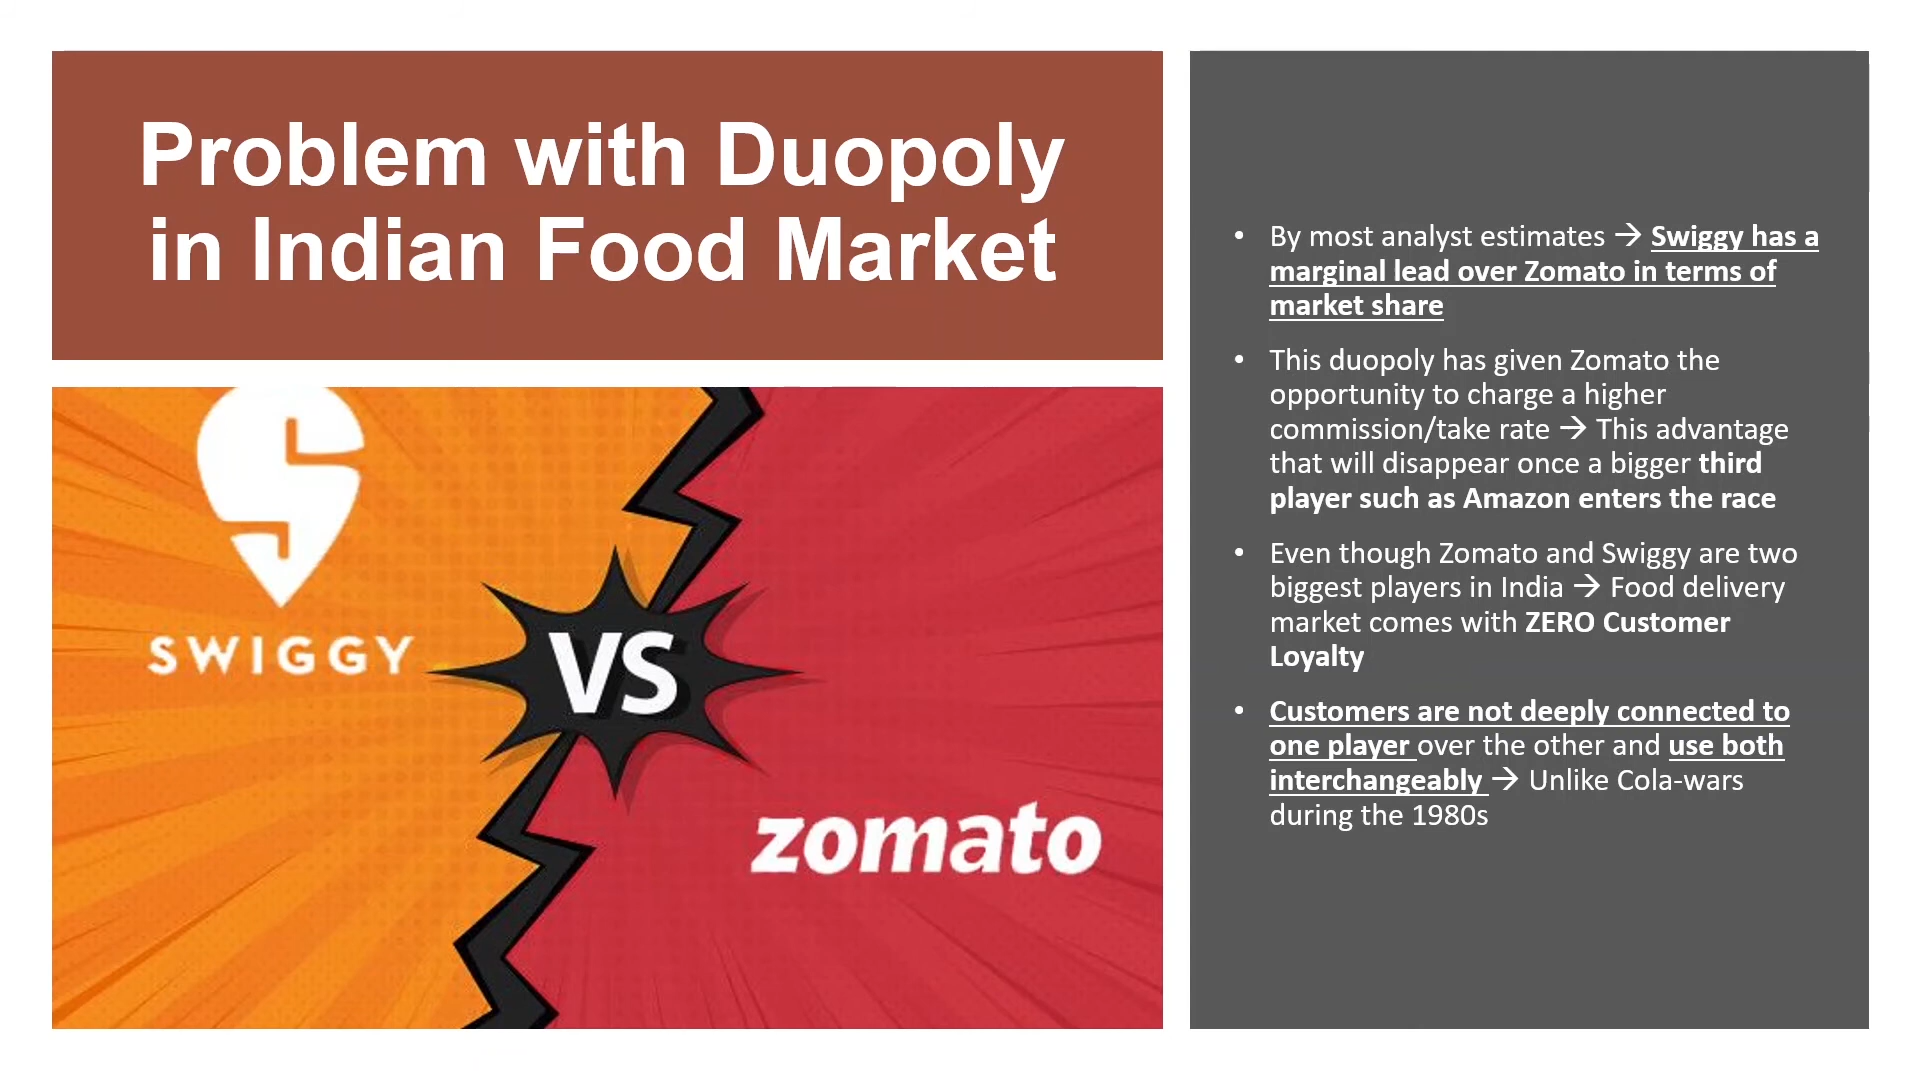 Problem with Duopoly
in Indian Food Market
SWIGGY
VS
zomato
• By most analyst estimates → Swiggy has a
marginal lead over Zomato in terms of
market share
• This duopoly has given Zomato the
opportunity to charge a higher
commission/take rate → This advantage
that will disappear once a bigger third
player such as Amazon enters the race
• Even though Zomato and Swiggy are two
biggest players in India → Food delivery
market comes with ZERO Customer
Loyalty
• Customers are not deeply connected to
one player over the other and use both
interchangeably → Unlike Cola-wars
during the 1980s